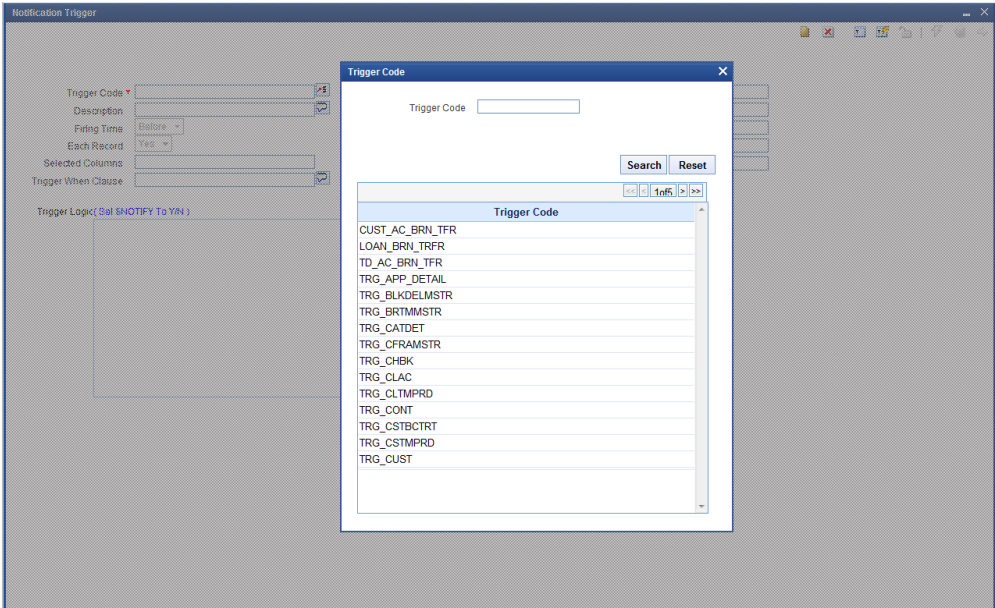 Notification Trigger
Trigger Code *
Description
Firing Time Before
Each Record Yes
Selected Columns
Trigger When Clause
Trigger Logic( Set $NOTIFY To Y/N )
Trigger Code
Trigger Code
Search Reset
<< < 1of5 > >>
Trigger Code
CUST_AC_BRN_TFR
LOAN_BRN_TRFR
TD_AC_BRN_TFR
TRG_APP_DETAIL
TRG_BLKDELMSTR
TRG_BRTMMSTR
TRG_CATDET
TRG_CFRAMSTR
TRG_CHBK
TRG_CLAC
TRG_CLTMPRD
TRG_CONT
TRG_CSTBCTRT
TRG_CSTMPRD
TRG_CUST